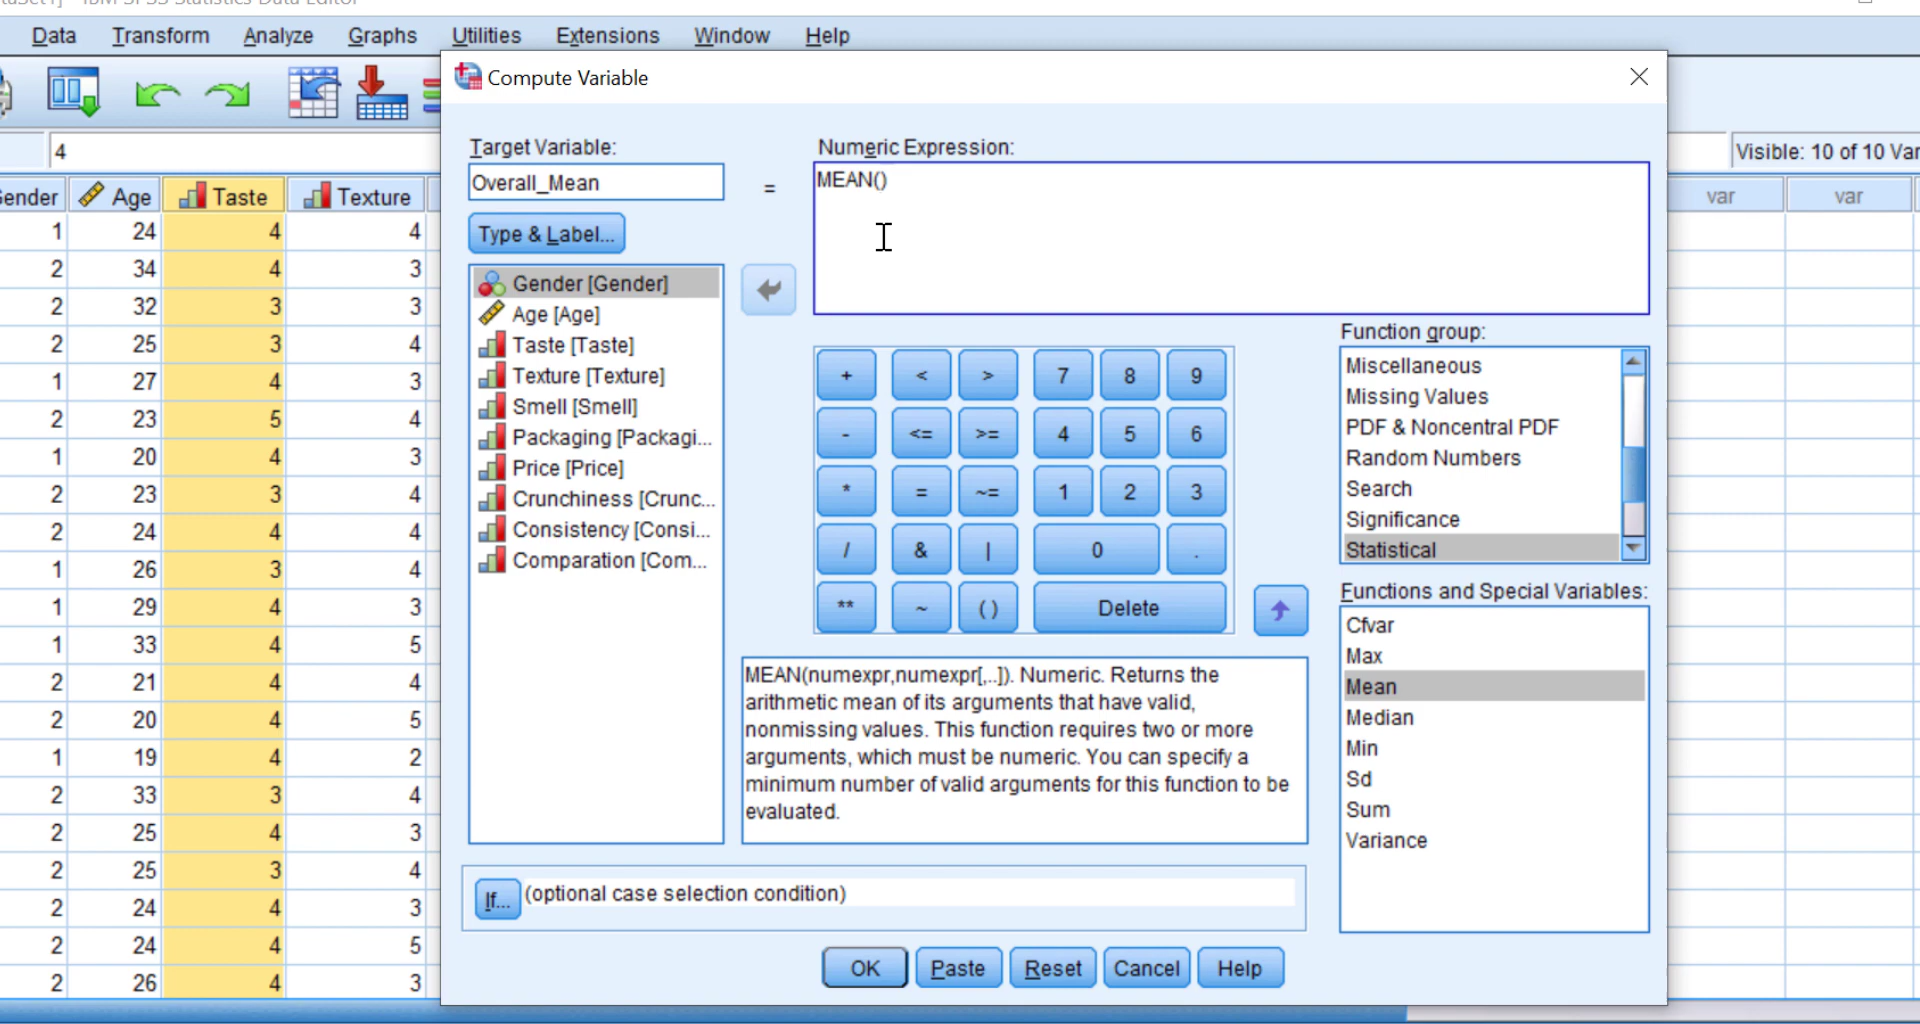 Data Transform Analyze Graphs Utilities Extensions Window Help
4
Visible: 10 of 10 Var
Age Taste Texture var var
1 24 4 4
2 34 4 3
2 32 3 3
2 25 3 4
1 27 4 3
2 23 5 4
1 20 4 3
2 23 3 4
2 24 4 4
1 26 3 4
1 29 4 3
1 33 4 5
2 21 4 4
2 20 4 5
1 19 4 2
2 33 3 4
2 25 4 3
2 25 3 4
2 24 4 3
2 24 4 5
2 26 4 3
Compute Variable
Target Variable:
Overall_Mean
=
Numeric Expression:
MEAN()
Type & Label...
Gender [Gender]
Age [Age]
Taste [Taste]
Texture [Texture]
Smell [Smell]
Packaging [Packagi...
Price [Price]
Crunchiness [Crunc...
Consistency [Consi...
Comparation [Com...
+ < > 7 8 9
- <= >= 4 5 6
* = ~= 1 2 3
/ & | 0 .
** ~ () Delete
Function group:
Miscellaneous
Missing Values
PDF & Noncentral PDF
Random Numbers
Search
Significance
Statistical
Functions and Special Variables:
Cfvar
Max
Mean
Median
Min
Sd
Sum
Variance
MEAN(numexpr,numexpr[,..]). Numeric. Returns the
arithmetic mean of its arguments that have valid,
nonmissing values. This function requires two or more
arguments, which must be numeric. You can specify a
minimum number of valid arguments for this function to be
evaluated.
If... (optional case selection condition)
OK Paste Reset Cancel Help